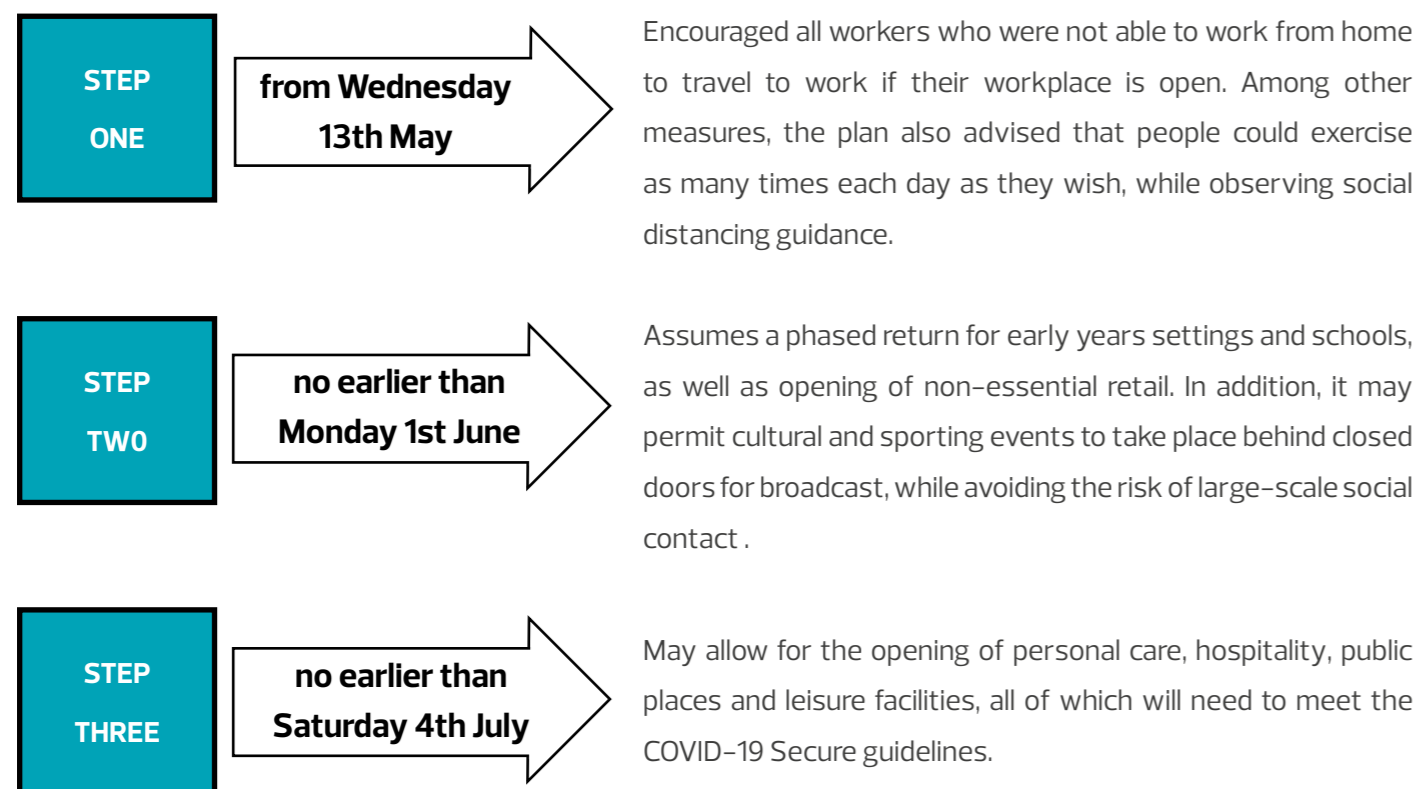 STEP
ONE
from Wednesday
13th May
Encouraged all workers who were not able to work from home
to travel to work if their workplace is open. Among other
measures, the plan also advised that people could exercise
as many times each day as they wish, while observing social
distancing guidance.
STEP
TW0
no earlier than
Monday 1st June
Assumes a phased return for early years settings and schools,
as well as opening of non-essential retail. In addition, it may
permit cultural and sporting events to take place behind closed
doors for broadcast, while avoiding the risk of large-scale social
contact .
STEP
THREE
no earlier than
Saturday 4th July
May allow for the opening of personal care, hospitality, public
places and leisure facilities, all of which will need to meet the
COVID-19 Secure guidelines.